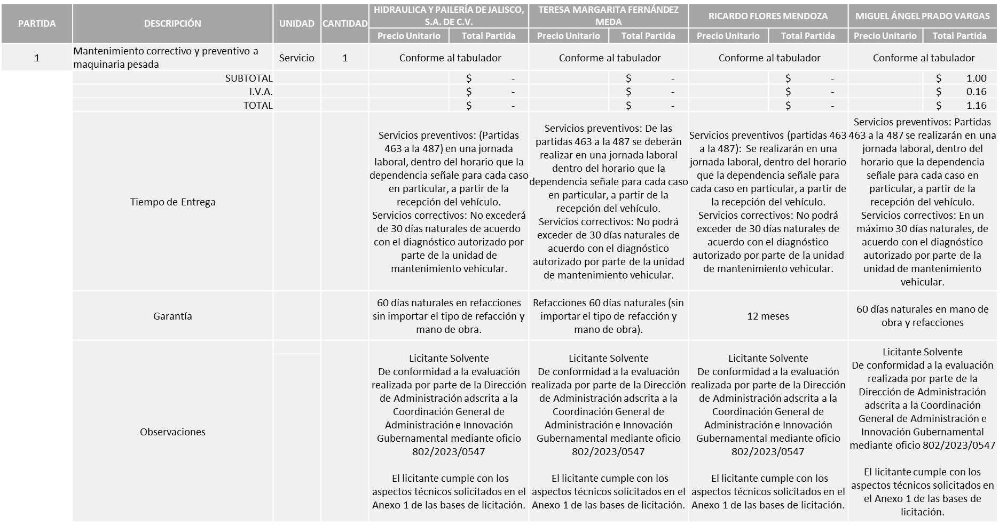 PARTIDA
DESCRIPCIÓN
UNIDAD
CANTIDAD
HIDRAULICA Y PAILERÍA DE JALISCO,
S.A. DE C.V.
TERESA MARGARITA FERNÁNDEZ
MEDA
RICARDO FLORES MENDOZA
MIGUEL ÁNGEL PRADO VARGAS
Precio Unitario Total Partida Precio Unitario Total Partida Precio Unitario Total Partida Precio Unitario Total Partida
1
Mantenimiento correctivo y preventivo a
maquinaria pesada
Servicio
1
Conforme al tabulador
Conforme al tabulador
Conforme al tabulador
Conforme al tabulador
SUBTOTAL $ - $ - $ - $ 1.00
I.V.A. $ - $ - $ - $ 0.16
TOTAL $ - $ - $ - $ 1.16
Tiempo de Entrega
Servicios preventivos: (Partidas
463 a la 487) en una jornada
laboral, dentro del horario que la
dependencia señale para cada caso
en particular, a partir de la
recepción del vehículo.
Servicios correctivos: No excederá
de 30 días naturales de acuerdo
con el diagnóstico autorizado por
parte de la unidad de
mantenimiento vehicular.
Servicios preventivos: De las
partidas 463 a la 487 se deberán
realizar en una jornada laboral
dentro del horario que la
dependencia señale para cada caso
en particular, a partir de la
recepción del vehículo.
Servicios correctivos: No podrá
exceder de 30 días naturales de
acuerdo con el diagnóstico
autorizado por parte de la unidad
de mantenimiento vehicular.
Servicios preventivos (partidas 463
a la 487): Se realizarán en una
jornada laboral, dentro del horario
que la dependencia señale para
cada caso en particular, a partir de
la recepción del vehículo.
Servicios correctivos: No podrá
exceder de 30 días naturales de
acuerdo con el diagnóstico
autorizado por parte de la unidad
de mantenimiento vehicular.
Servicios preventivos: Partidas
463 a la 487 se realizarán en una
jornada laboral, dentro del
horario que la dependencia
señale para cada caso en
particular, a partir de la
recepción del vehículo.
Servicios correctivos: En un
máximo 30 días naturales, de
acuerdo con el diagnóstico
autorizado por parte de la
unidad de mantenimiento
vehicular.
Garantía
60 días naturales en refacciones
sin importar el tipo de refacción y
mano de obra.
Refacciones 60 días naturales (sin
importar el tipo de refacción y
mano de obra).
12 meses
60 días naturales en mano de
obra y refacciones
Observaciones
Licitante Solvente
De conformidad a la evaluación
realizada por parte de la Dirección
de Administración adscrita a la
Coordinación General de
Administración e Innovación
Gubernamental mediante oficio
802/2023/0547
El licitante cumple con los
aspectos técnicos solicitados en el
Anexo 1 de las bases de licitación.
Licitante Solvente
De conformidad a la evaluación
realizada por parte de la Dirección
de Administración adscrita a la
Coordinación General de
Administración e Innovación
Gubernamental mediante oficio
802/2023/0547
El licitante cumple con los
aspectos técnicos solicitados en el
Anexo 1 de las bases de licitación.
Licitante Solvente
De conformidad a la evaluación
realizada por parte de la Dirección
de Administración adscrita a la
Coordinación General de
Administración e Innovación
Gubernamental mediante oficio
802/2023/0547
El licitante cumple con los
aspectos técnicos solicitados en el
Anexo 1 de las bases de licitación.
Licitante Solvente
De conformidad a la evaluación
realizada por parte de la
Dirección de Administración
adscrita a la Coordinación
General de Administración e
Innovación Gubernamental
mediante oficio 802/2023/0547
El licitante cumple con los
aspectos técnicos solicitados en
el Anexo 1 de las bases de
licitación.